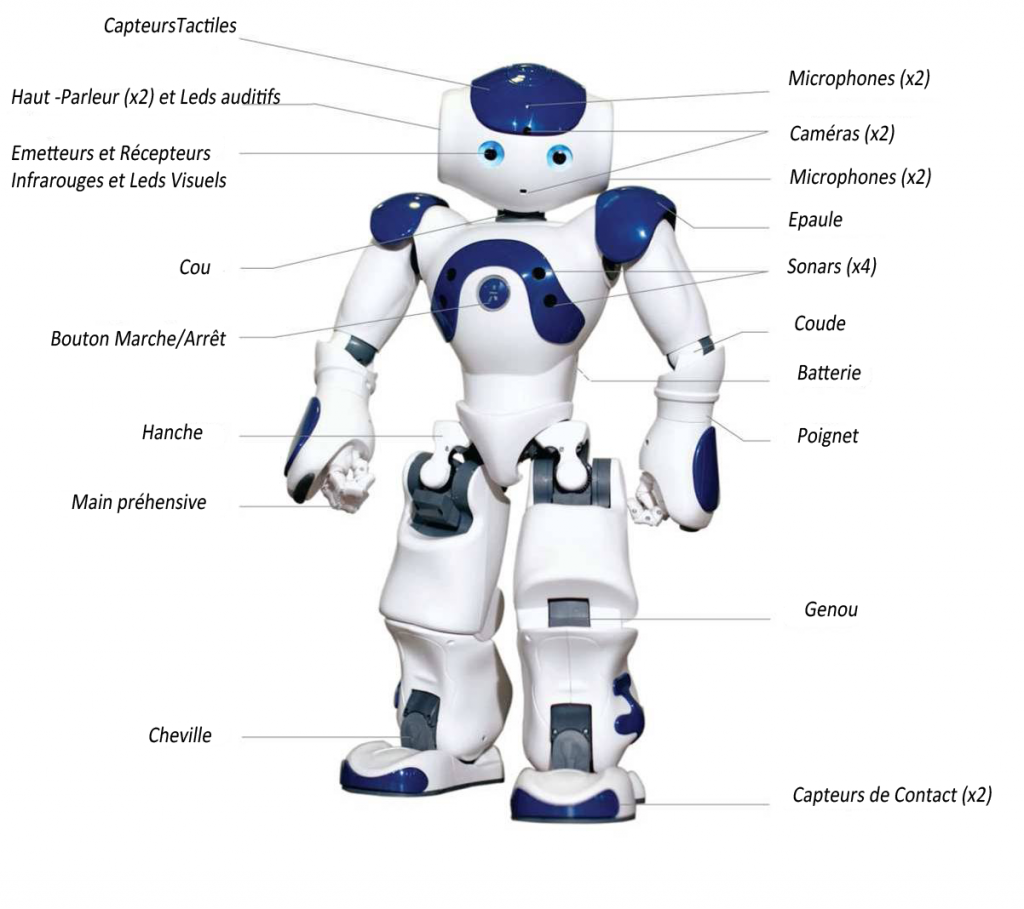 CapteursTactiles
Haut -Parleur (x2) et Leds auditifs
Emetteurs et Récepteurs
Infrarouges et Leds Visuels
Cou
Bouton Marche/Arrêt
Hanche
Main préhensive
Cheville
Microphones (x2)
Caméras (x2)
Microphones (x2)
Epaule
Sonars (x4)
Coude
Batterie
Poignet
Genou
Capteurs de Contact (x2)